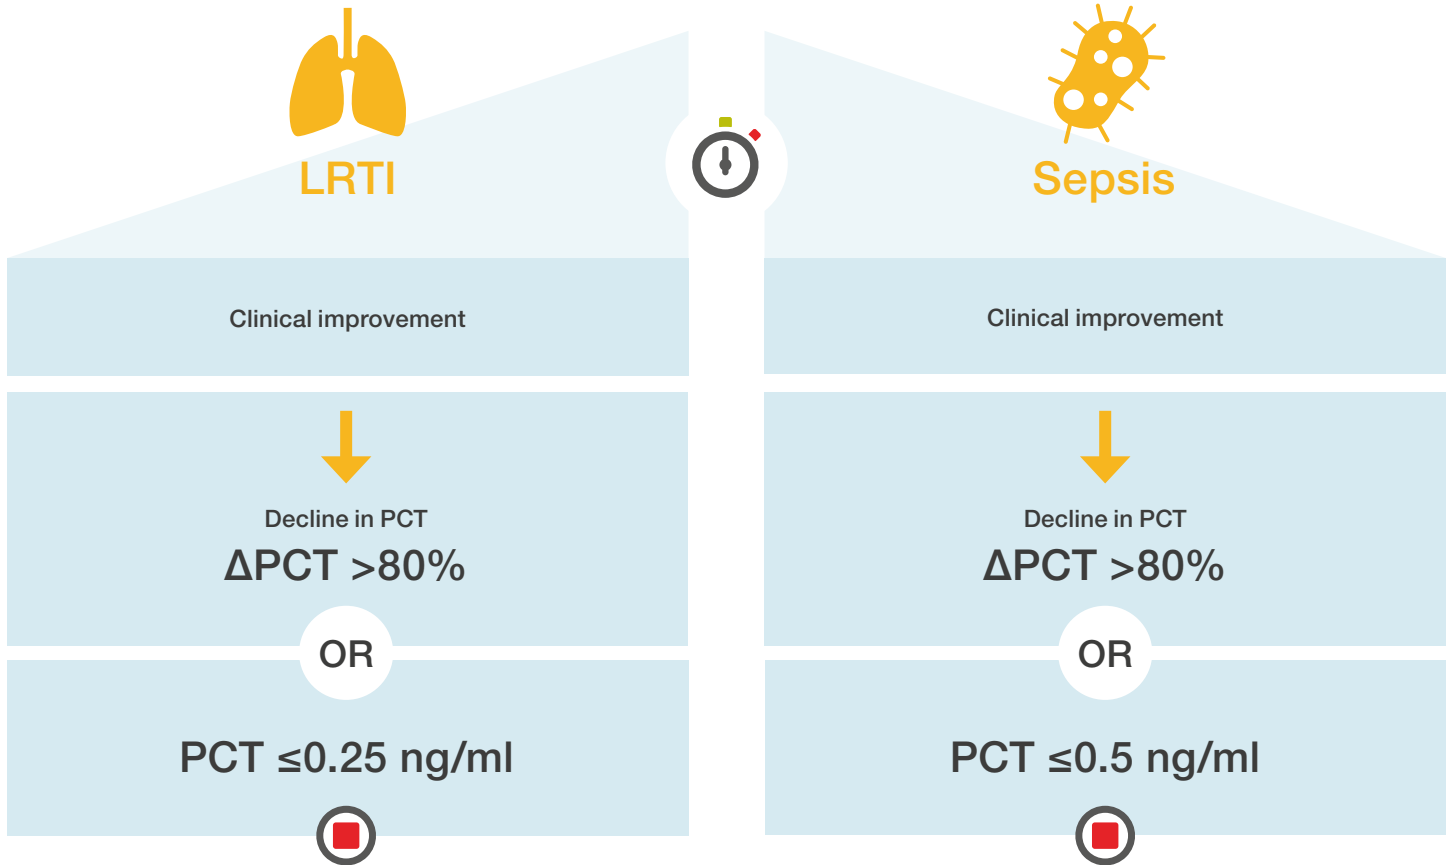 LRTI
Clinical improvement
Decline in PCT
ΔPCT >80%
OR
PCT ≤0.25 ng/ml
Sepsis
Clinical improvement
Decline in PCT
ΔPCT >80%
OR
PCT ≤0.5 ng/ml